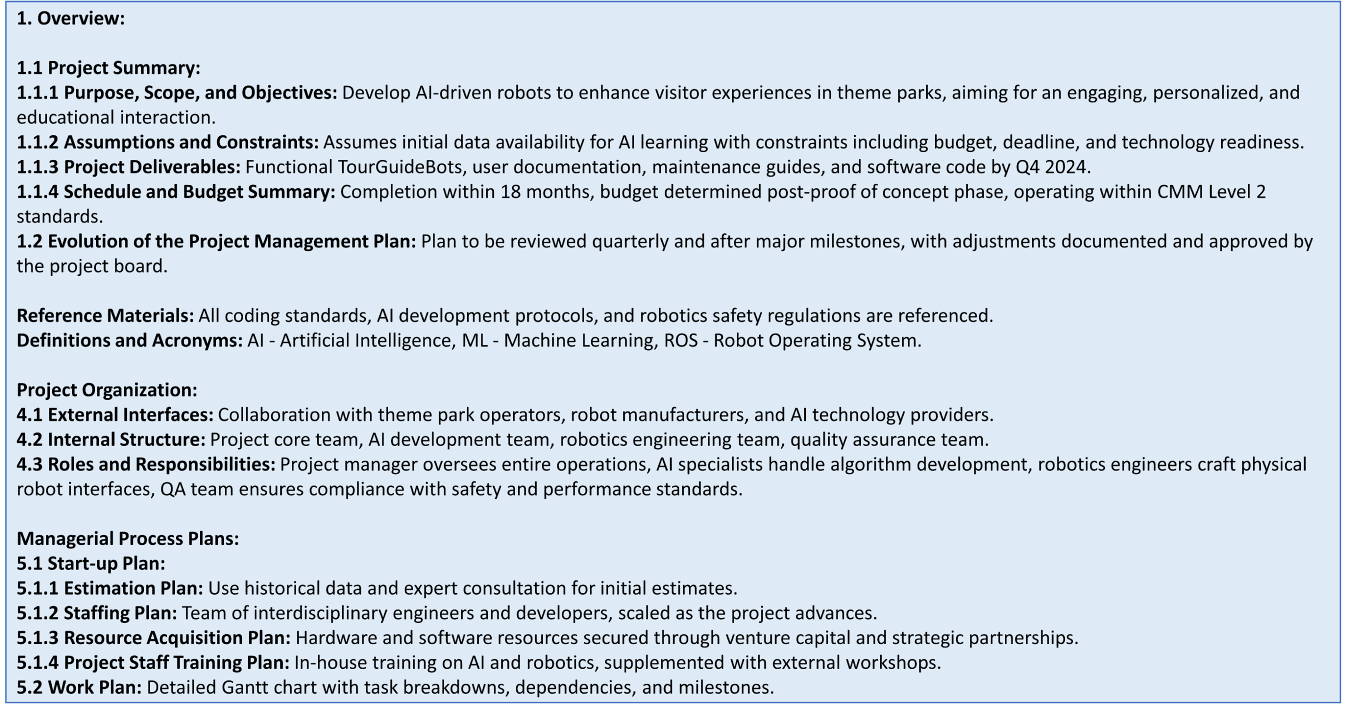 1. Overview:
1.1 Project Summary:
1.1.1 Purpose, Scope, and Objectives: Develop AI-driven robots to enhance visitor experiences in theme parks, aiming for an engaging, personalized, and
educational interaction.
1.1.2 Assumptions and Constraints: Assumes initial data availability for AI learning with constraints including budget, deadline, and technology readiness.
1.1.3 Project Deliverables: Functional TourGuideBots, user documentation, maintenance guides, and software code by Q4 2024.
1.1.4 Schedule and Budget Summary: Completion within 18 months, budget determined post-proof of concept phase, operating within CMM Level 2
standards.
1.2 Evolution of the Project Management Plan: Plan to be reviewed quarterly and after major milestones, with adjustments documented and approved by
the project board.
Reference Materials: All coding standards, AI development protocols, and robotics safety regulations are referenced.
Definitions and Acronyms: AI - Artificial Intelligence, ML - Machine Learning, ROS - Robot Operating System.
Project Organization:
4.1 External Interfaces: Collaboration with theme park operators, robot manufacturers, and AI technology providers.
4.2 Internal Structure: Project core team, AI development team, robotics engineering team, quality assurance team.
4.3 Roles and Responsibilities: Project manager oversees entire operations, AI specialists handle algorithm development, robotics engineers craft physical
robot interfaces, QA team ensures compliance with safety and performance standards.
Managerial Process Plans:
5.1 Start-up Plan:
5.1.1 Estimation Plan: Use historical data and expert consultation for initial estimates.
5.1.2 Staffing Plan: Team of interdisciplinary engineers and developers, scaled as the project advances.
5.1.3 Resource Acquisition Plan: Hardware and software resources secured through venture capital and strategic partnerships.
5.1.4 Project Staff Training Plan: In-house training on AI and robotics, supplemented with external workshops.
5.2 Work Plan: Detailed Gantt chart with task breakdowns, dependencies, and milestones.